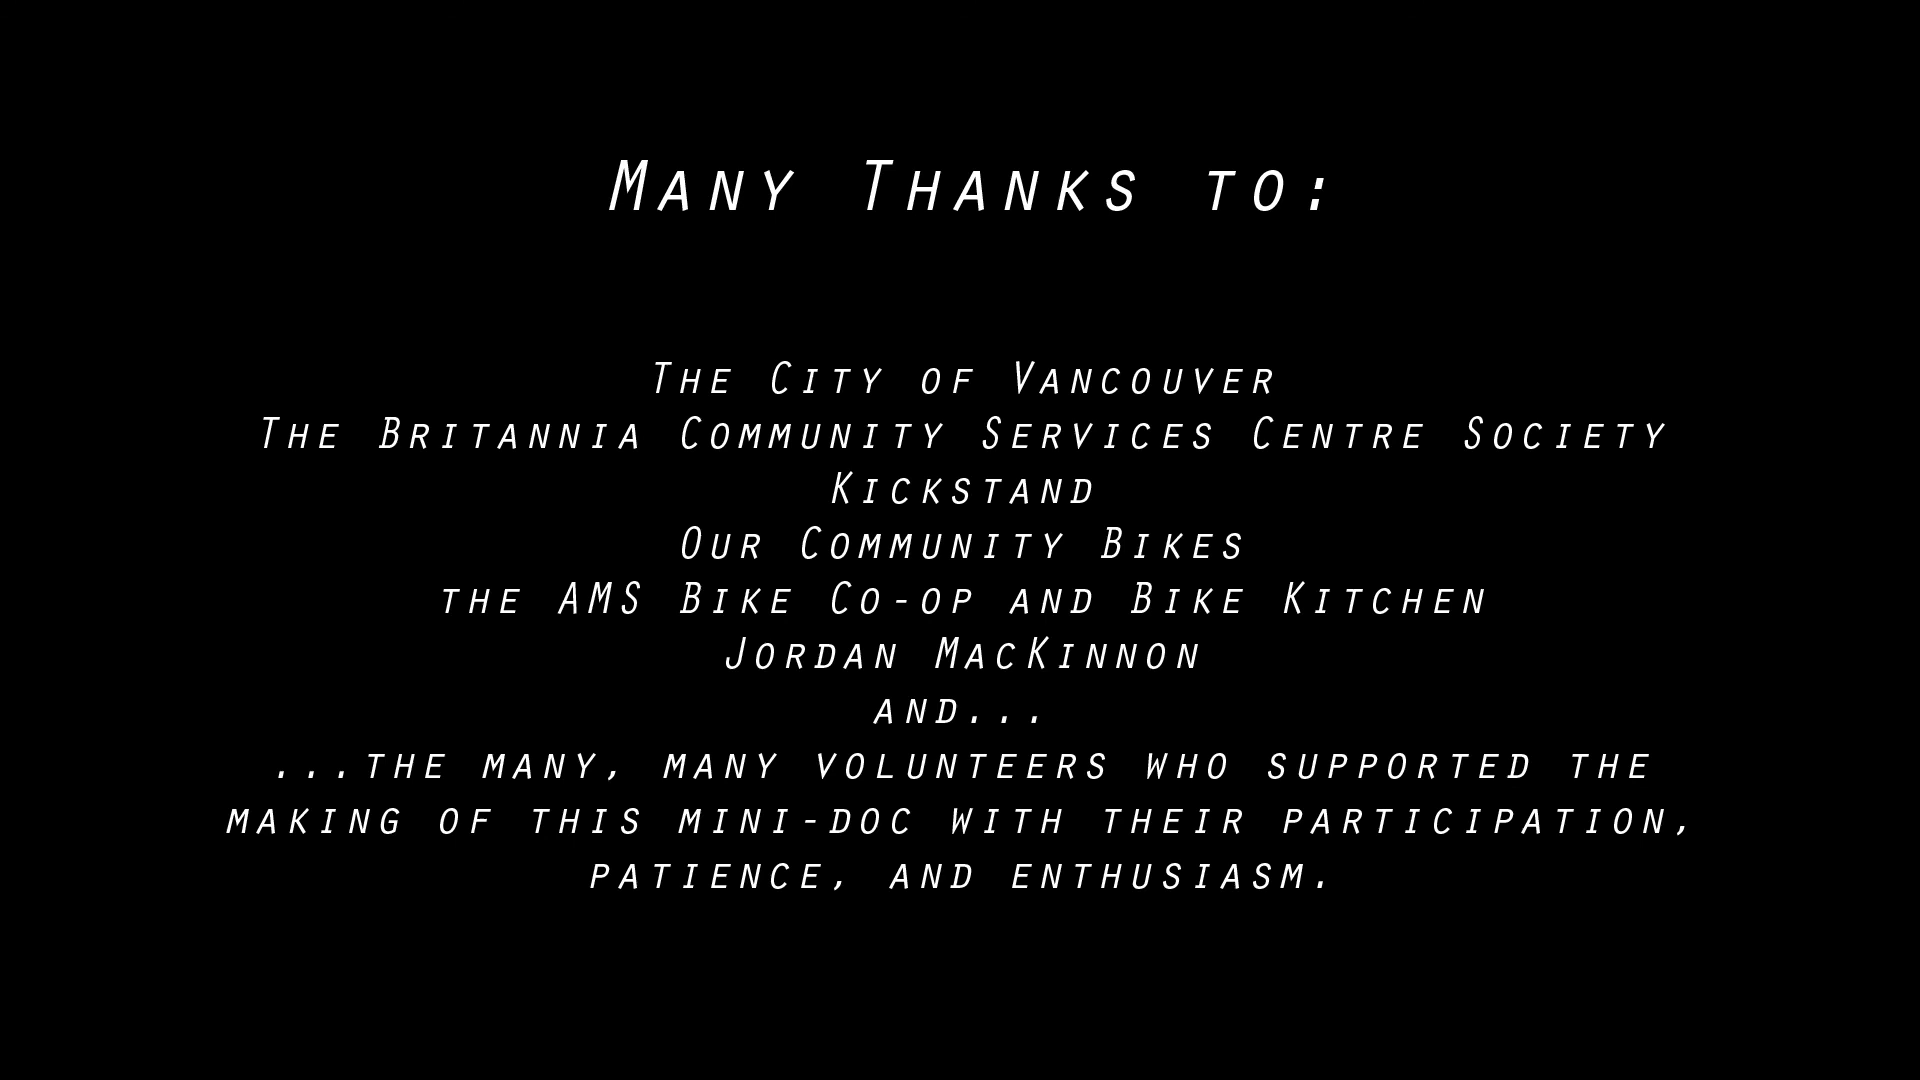 Many Thanks to:
The City of Vancouver
The Britannia Community Services Centre Society
Kickstand
Our Community Bikes
the AMS Bike Co-op and Bike Kitchen
Jordan MacKinnon
and...
...the many, many volunteers who supported the
making of this mini-doc with their participation,
patience, and enthusiasm.